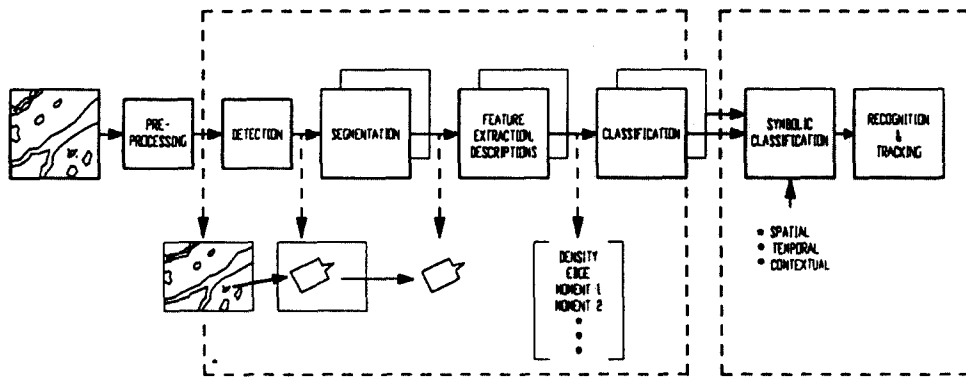 PRE-
PROCESSING
DETECTION
SEGMENTATION
FEATURE
EXTRACTION,
DESCRIPTIONS
CLASSIFICATION
SYMBOLIC
CLASSIFICATION
RECOGNITION
&
TRACKING
• SPATIAL
• TEMPORAL
• CONTEXTUAL
DENSITY
EDGE
MOMENT 1
MOMENT 2